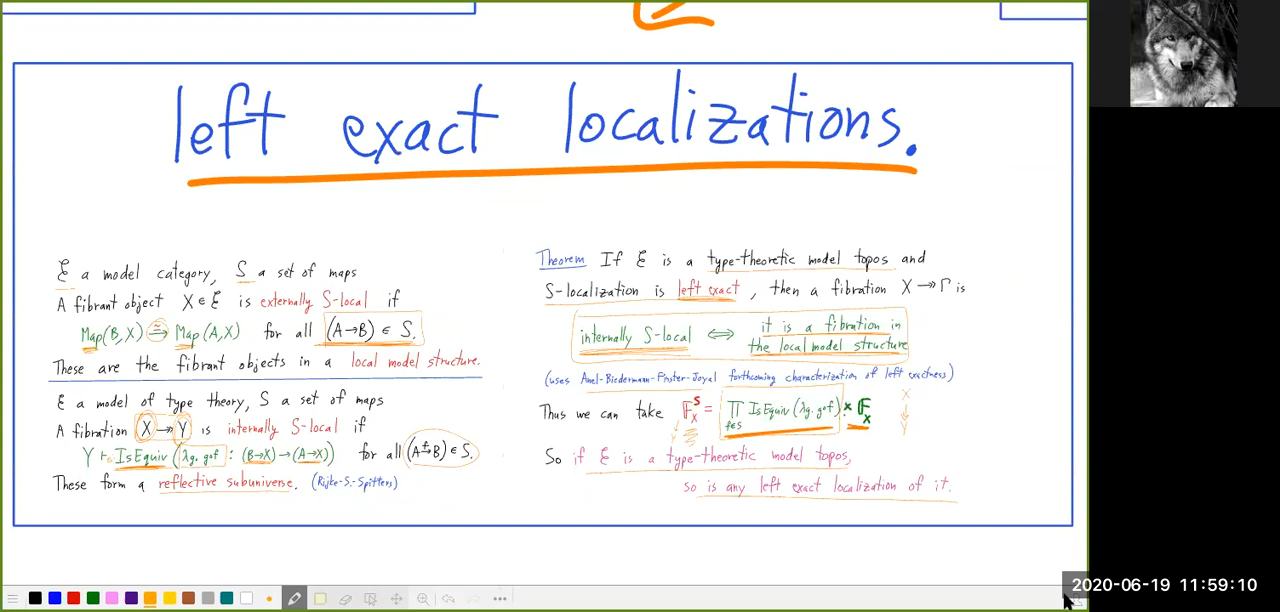 left exact localizations.
ℰ a model category, S a set of maps
A fibrant object X ∈ ℰ is externally S-local if
Map(B,X) ⥲ Map(A,X) for all (A→B) ∈ S.
These are the fibrant objects in a local model structure.
ℰ a model of type theory, S a set of maps
A fibration X ↠ Y is internally S-local if
Y ⊢ IsEquiv (λg. g∘f : (B→X) → (A→X)) for all (A →f B) ∈ S.
These form a reflective subuniverse. (Rijke-S.-Spitters)
Theorem If ℰ is a type-theoretic model topos and
S-localization is left exact, then a fibration X ↠ Γ is
internally S-local ⟺ it is a fibration in
the local model structure
(uses Anel-Biedermann-Finster-Joyal forthcoming characterization of left exactness)
Thus we can take 𝔽_X^S = ∏_{f∈S} IsEquiv (λg. g∘f) × 𝔽_X
X
↓
Y
So if ℰ is a type-theoretic model topos,
so is any left exact localization of it.
2020-06-19 11:59:10